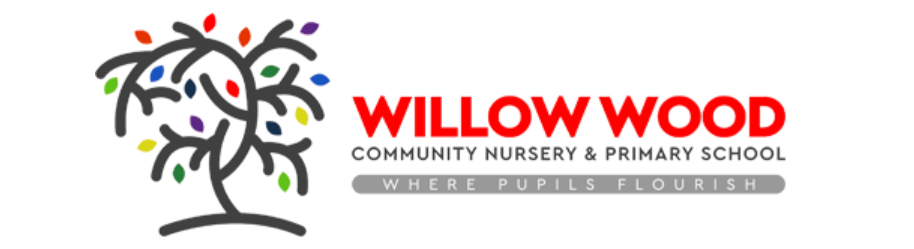 WILLOW WOOD
COMMUNITY NURSERY & PRIMARY SCHOOL
WHERE PUPILS FLOURISH